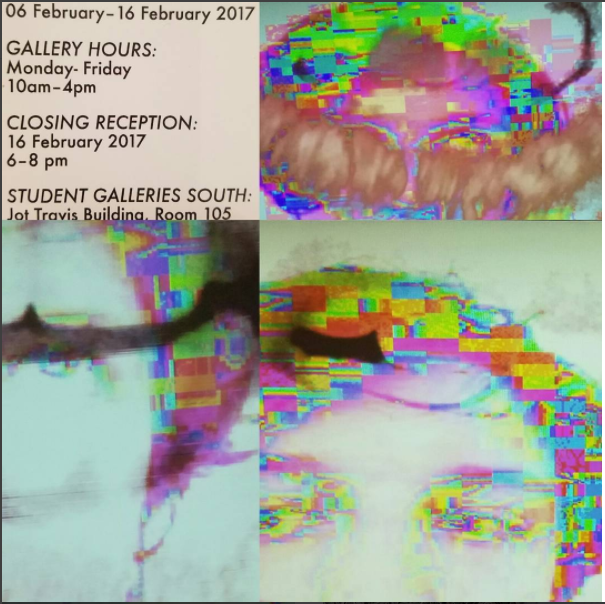 06 February–16 February 2017
GALLERY HOURS:
Monday- Friday
10am–4pm
CLOSING RECEPTION:
16 February 2017
6–8 pm
STUDENT GALLERIES SOUTH:
Jot Travis Building, Room 105